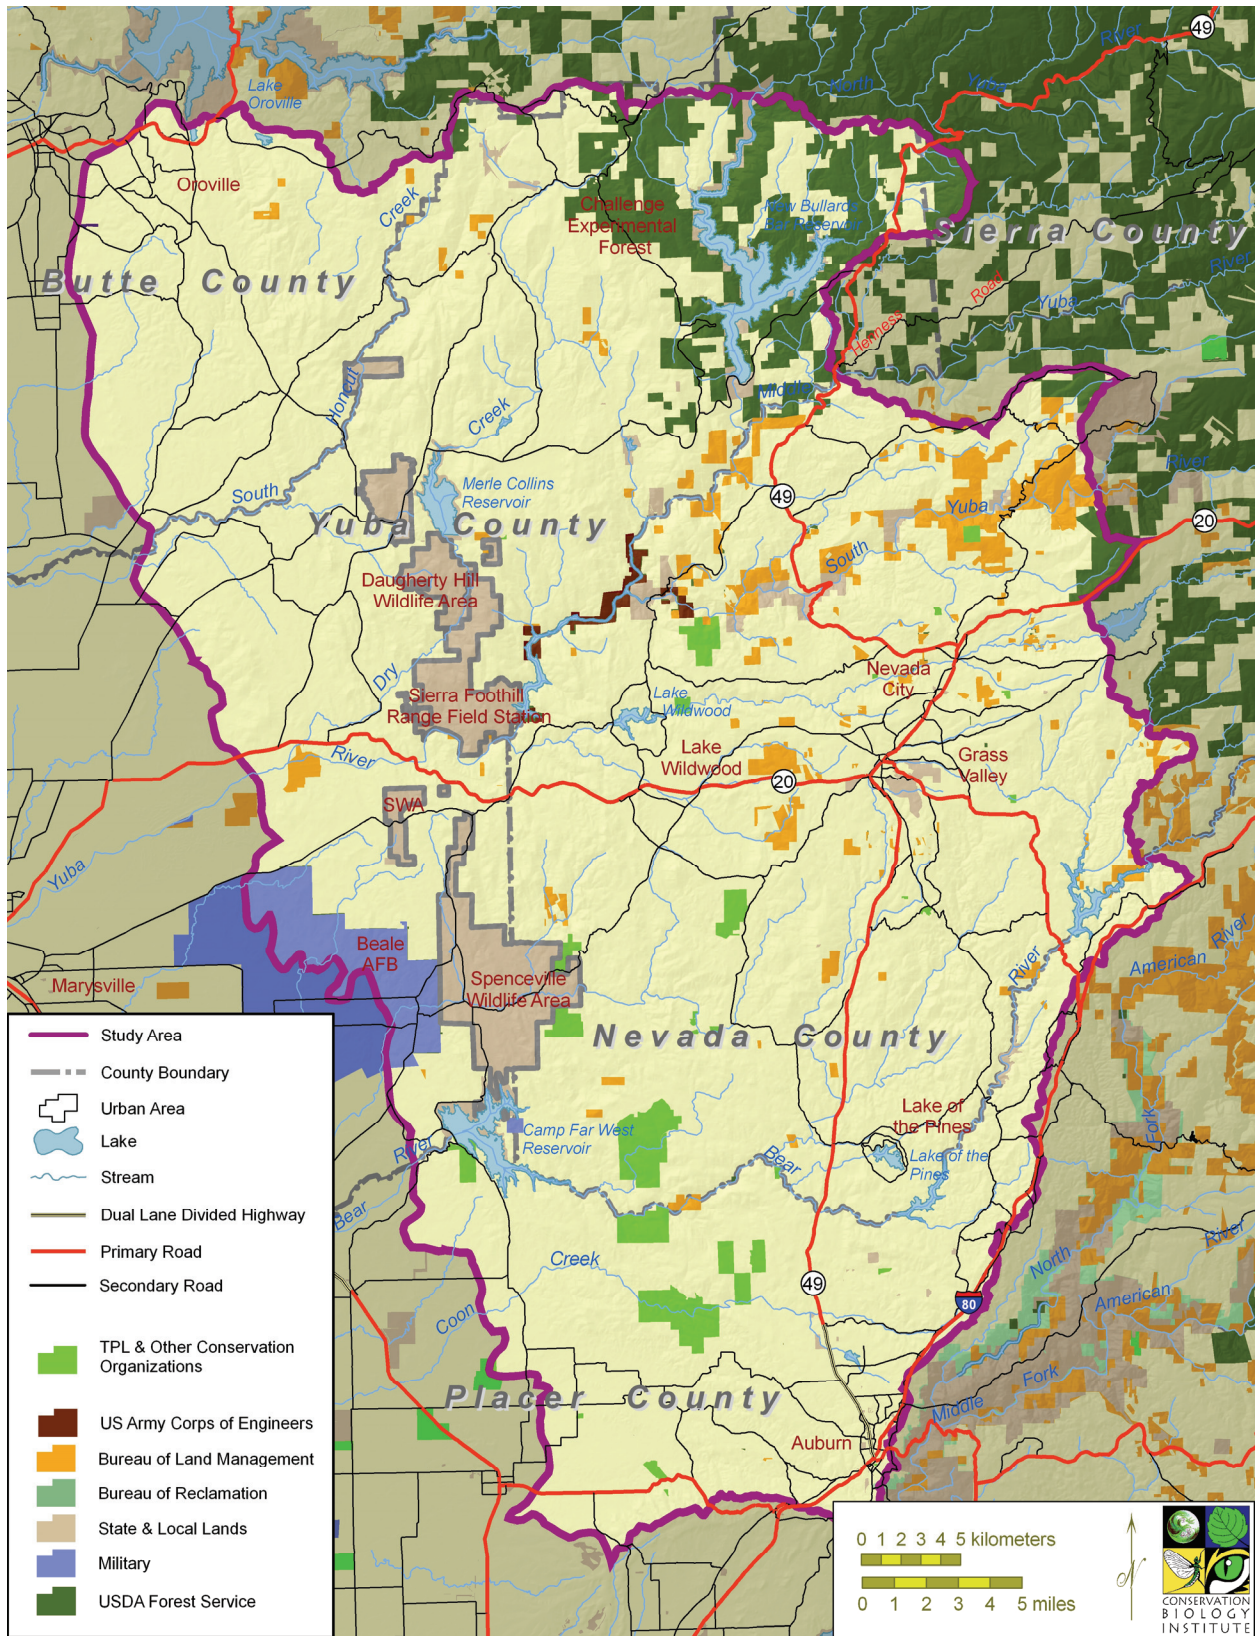 49
River
Yuba
North
Lake
Oroville
Oroville
Creek
Challenge
Experimental
Forest
New Bullards
Bar Reservoir
Sierra County
Butte County
River
Road
Yuba
Henness
Middle
Honcut
Creek
River
South
Merle Collins
Reservoir
49
Yuba
20
Yuba County
South
Daugherty Hill
Wildlife Area
Dry
Nevada
City
Sierra Foothill
Range Field Station
Lake
Wildwood
River
Lake
Wildwood
Grass
Valley
20
SWA
Yuba
Beale
AFB
River
American
River
Marysville
Spenceville
Wildlife Area
Nevada County
Lake of
the Pines
Fork
Camp Far West
Reservoir
River
Bear
Lake of the
Pines
Bear
River
Creek
North
49
80
American
Coon
Fork
Placer County
Middle
Auburn
Study Area
County Boundary
Urban Area
Lake
Stream
Dual Lane Divided Highway
Primary Road
Secondary Road
TPL & Other Conservation
Organizations
US Army Corps of Engineers
Bureau of Land Management
Bureau of Reclamation
State & Local Lands
Military
USDA Forest Service
0 1 2 3 4 5 kilometers
0 1 2 3 4 5 miles
N
CONSERVATION
BIOLOGY
INSTITUTE